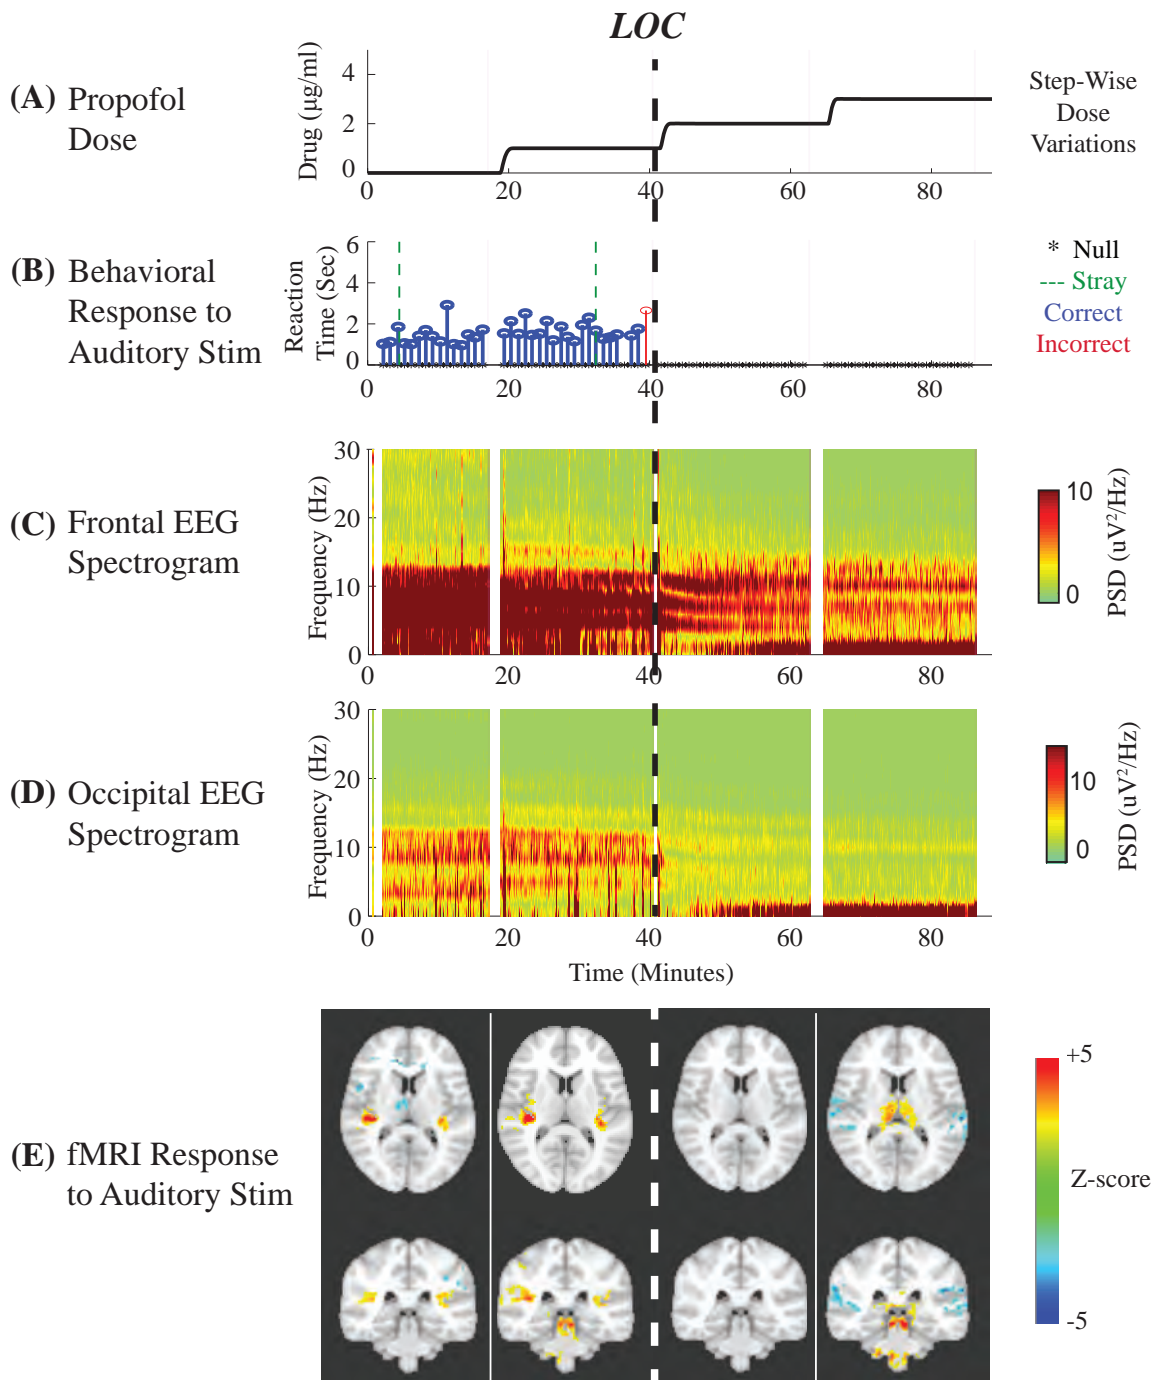 LOC
(A) Propofol
Dose
Drug (µg/ml)
4
2
0
0 20 40 60 80
Step-Wise
Dose
Variations
(B) Behavioral
Response to
Auditory Stim
Reaction
Time (Sec)
6
4
2
0
0 20 40 60 80
* Null
--- Stray
Correct
Incorrect
(C) Frontal EEG
Spectrogram
Frequency (Hz)
30
20
10
0
0 20 40 60 80
10
0
PSD (uV²/Hz)
(D) Occipital EEG
Spectrogram
Frequency (Hz)
30
20
10
0
0 20 40 60 80
Time (Minutes)
10
0
PSD (uV²/Hz)
(E) fMRI Response
to Auditory Stim
+5
Z-score
-5